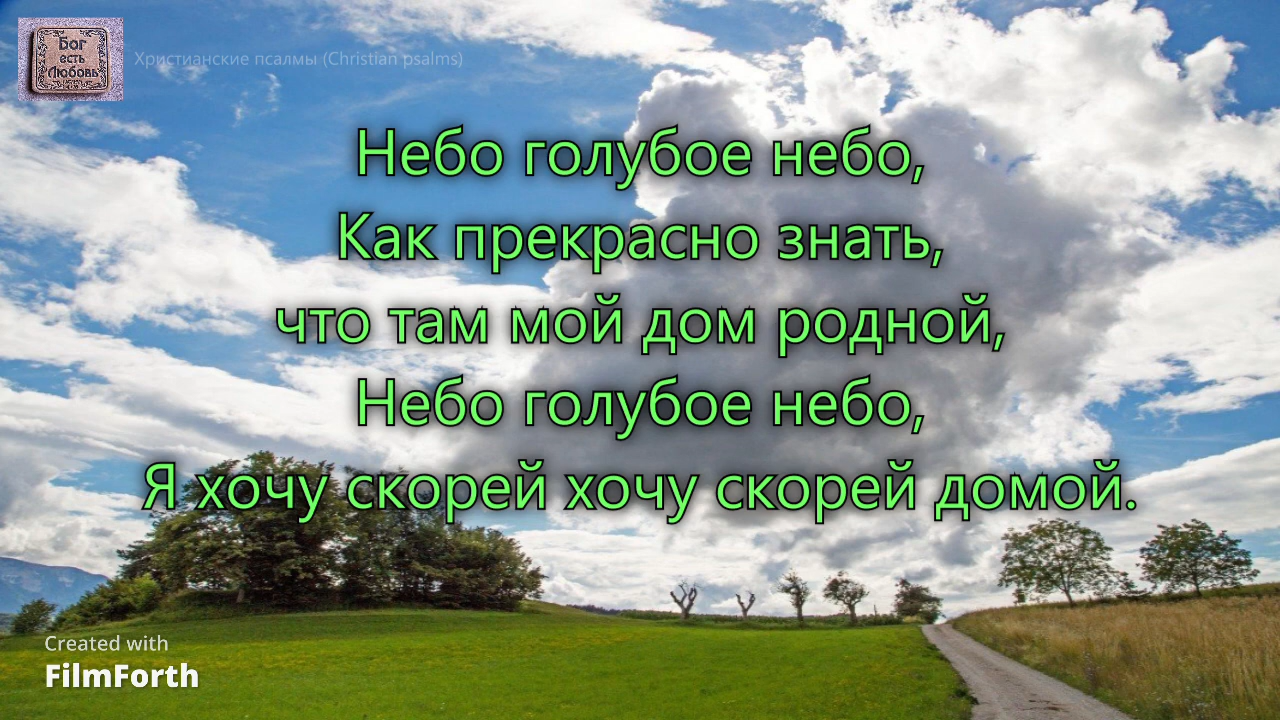 Бог
есть
Любовь
Христианские псалмы (Christian psalms)
Небо голубое небо,
Как прекрасно знать,
что там мой дом родной,
Небо голубое небо,
Я хочу скорей хочу скорей домой.
Created with
FilmForth